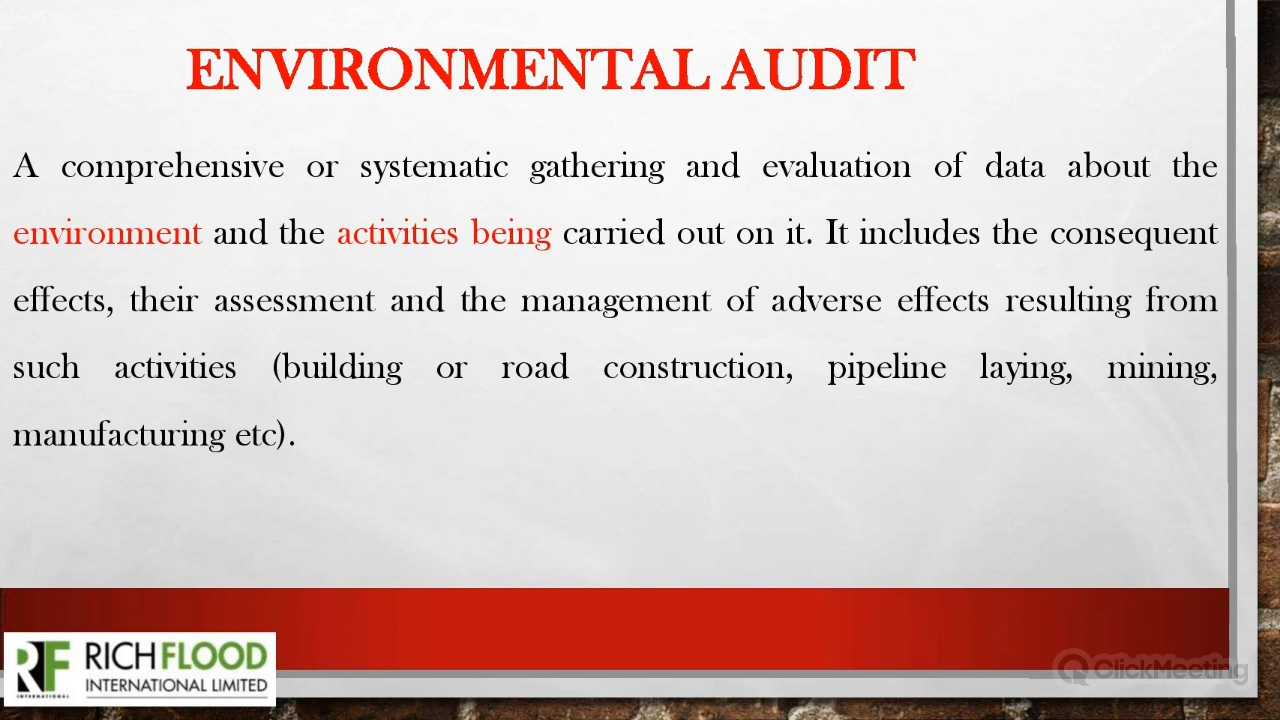 ENVIRONMENTAL AUDIT
A comprehensive or systematic gathering and evaluation of data about the
environment and the activities being carried out on it. It includes the consequent
effects, their assessment and the management of adverse effects resulting from
such activities (building or road construction, pipeline laying, mining,
manufacturing etc).
RF
INTERNATIONAL
RICHFLOOD
INTERNATIONAL LIMITED
ClickMeeting